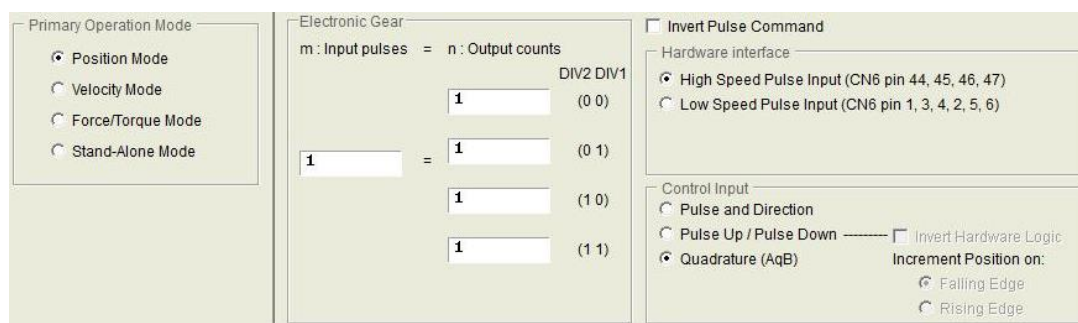 Primary Operation Mode
Position Mode
Velocity Mode
Force/Torque Mode
Stand-Alone Mode
Electronic Gear
m : Input pulses = n : Output counts
DIV2 DIV1
1 (0 0)
1 = 1 (0 1)
1 (1 0)
1 (1 1)
Invert Pulse Command
Hardware interface
High Speed Pulse Input (CN6 pin 44, 45, 46, 47)
Low Speed Pulse Input (CN6 pin 1, 3, 4, 2, 5, 6)
Control Input
Pulse and Direction
Pulse Up / Pulse Down --------- Invert Hardware Logic
Quadrature (AqB) Increment Position on:
Falling Edge
Rising Edge